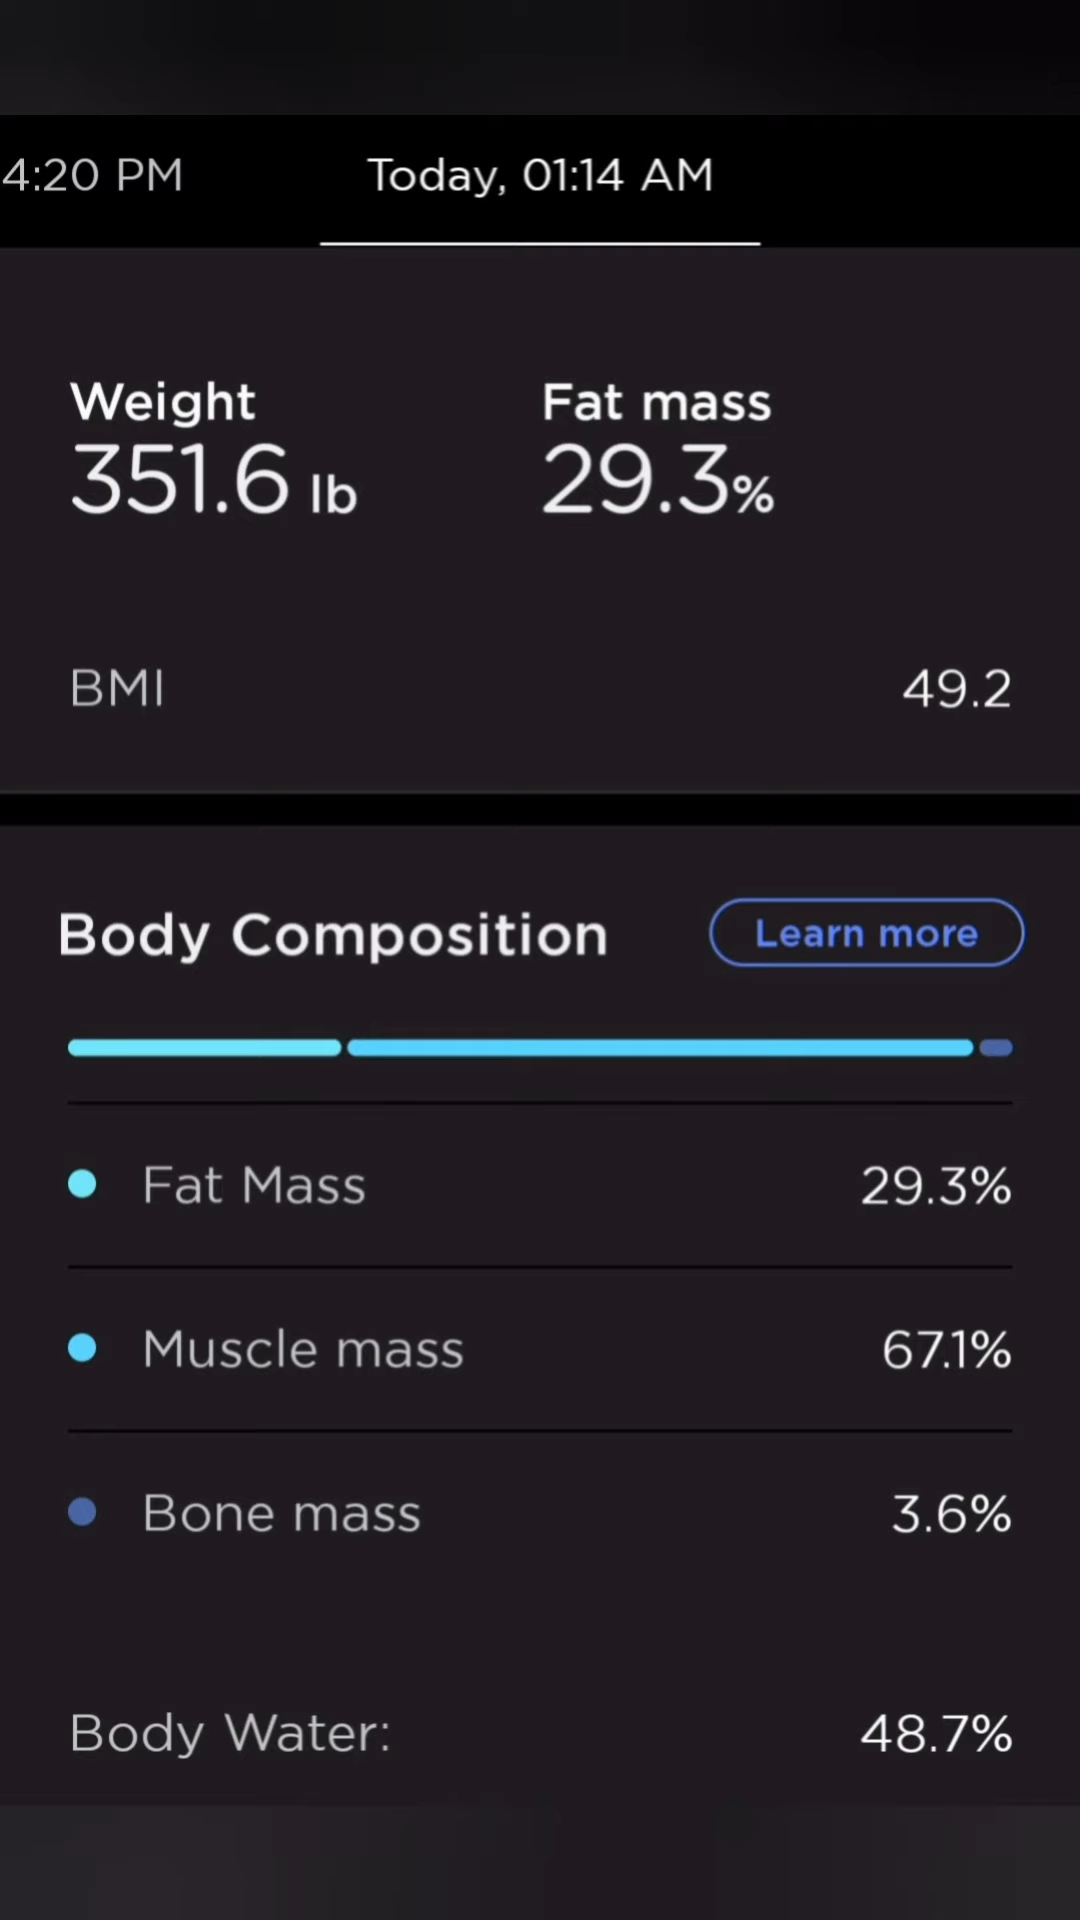 4:20 PM
Today, 01:14 AM
Weight
351.6 lb
Fat mass
29.3%
BMI
49.2
Body Composition
Learn more
Fat Mass
29.3%
Muscle mass
67.1%
Bone mass
3.6%
Body Water:
48.7%